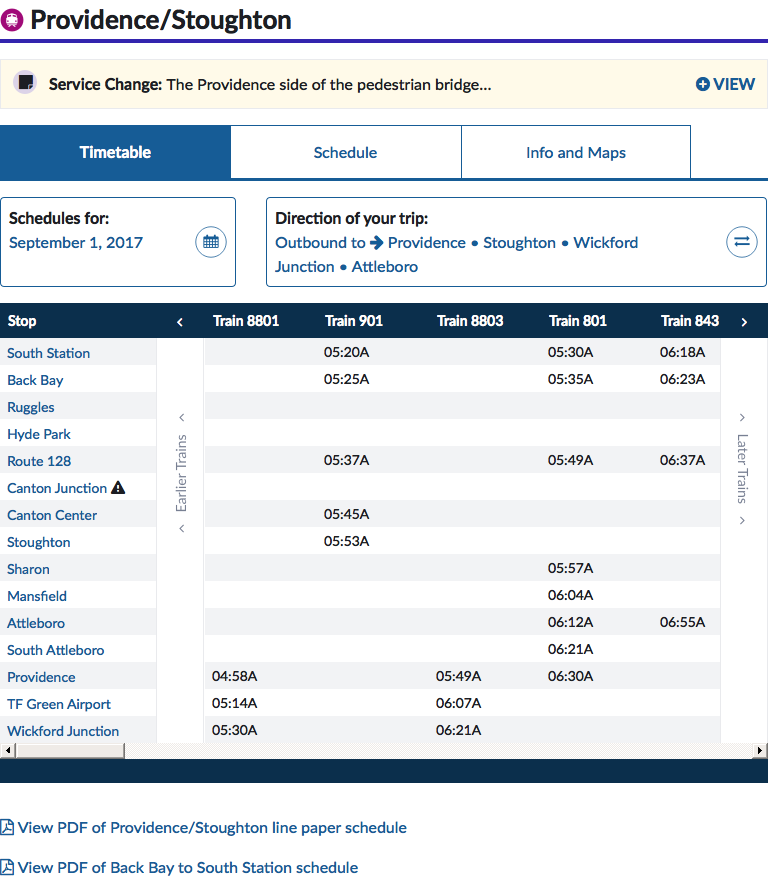 Providence/Stoughton
Service Change: The Providence side of the pedestrian bridge... VIEW
Timetable Schedule Info and Maps
Schedules for:
September 1, 2017
Direction of your trip:
Outbound to → Providence • Stoughton • Wickford
Junction • Attleboro
Stop < Train 8801 Train 901 Train 8803 Train 801 Train 843 >
South Station 05:20A 05:30A 06:18A
Back Bay 05:25A 05:35A 06:23A
Ruggles
Hyde Park
Route 128 05:37A 05:49A 06:37A
Canton Junction
Canton Center 05:45A
Stoughton 05:53A
Sharon 05:57A
Mansfield 06:04A
Attleboro 06:12A 06:55A
South Attleboro 06:21A
Providence 04:58A 05:49A 06:30A
TF Green Airport 05:14A 06:07A
Wickford Junction 05:30A 06:21A
Earlier Trains
Later Trains
View PDF of Providence/Stoughton line paper schedule
View PDF of Back Bay to South Station schedule